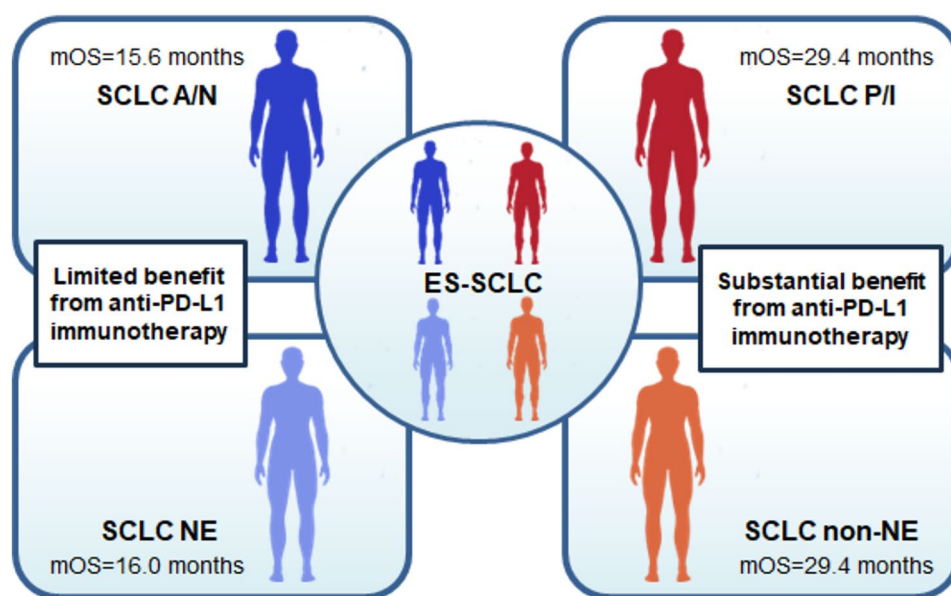 mOS=15.6 months
SCLC A/N
mOS=29.4 months
SCLC P/I
Limited benefit
from anti-PD-L1
immunotherapy
ES-SCLC
Substantial benefit
from anti-PD-L1
immunotherapy
SCLC NE
mOS=16.0 months
SCLC non-NE
mOS=29.4 months